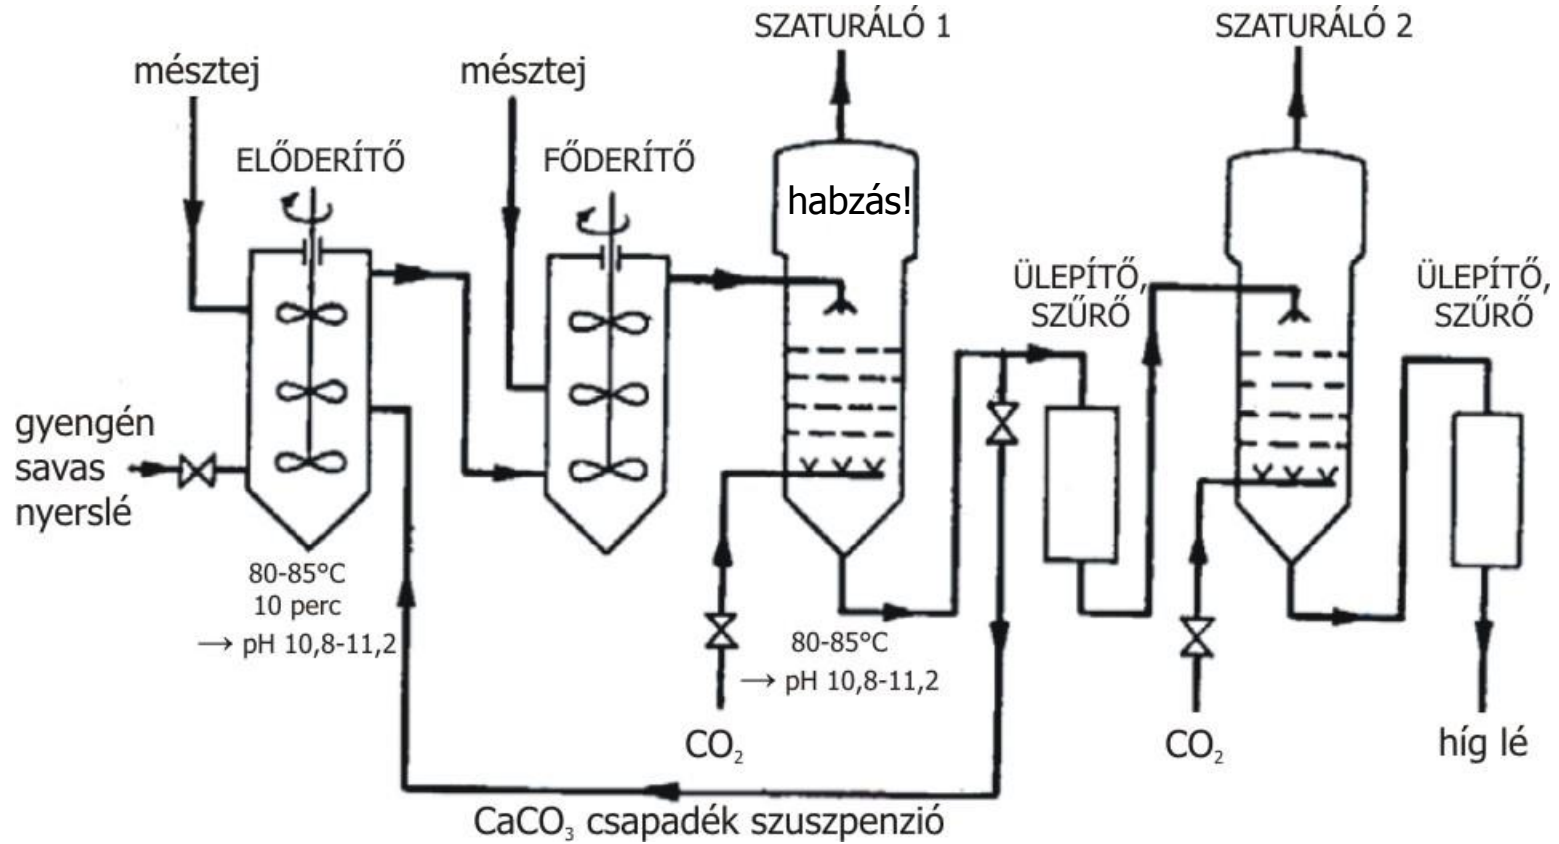 SZATURÁLÓ 1
SZATURÁLÓ 2
mésztej
mésztej
ELŐDERÍTŐ
FŐDERÍTŐ
habzás!
ÜLEPÍTŐ,
SZŰRŐ
ÜLEPÍTŐ,
SZŰRŐ
gyengén
savas
nyerslé
80-85°C
10 perc
→ pH 10,8-11,2
80-85°C
→ pH 10,8-11,2
CO₂
CO₂
híg lé
CaCO₃ csapadék szuszpenzió